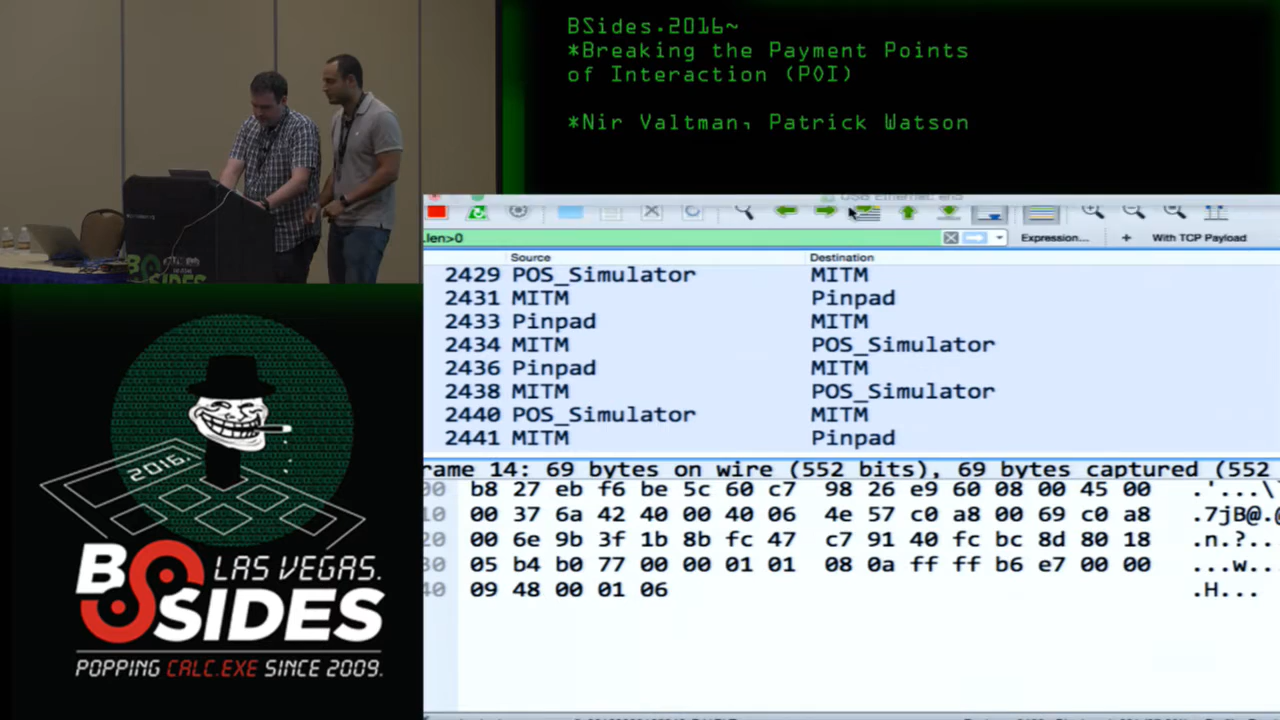 BSides.2016~
*Breaking the Payment Points
of Interaction (POI)
*Nir Valtman, Patrick Watson
.len>0
Expression...
+
With TCP Payload
Source Destination
2429 POS_Simulator MITM
2431 MITM Pinpad
2433 Pinpad MITM
2434 MITM POS_Simulator
2436 Pinpad MITM
2438 MITM POS_Simulator
2440 POS_Simulator MITM
2441 MITM Pinpad
rame 14: 69 bytes on wire (552 bits), 69 bytes captured (552
00 b8 27 eb f6 be 5c 60 c7 98 26 e9 60 08 00 45 00 .'...\`
10 00 37 6a 42 40 00 40 06 4e 57 c0 a8 00 69 c0 a8 .7jB@.@
20 00 6e 9b 3f 1b 8b fc 47 c7 91 40 fc bc 8d 80 18 .n.?...
30 05 b4 b0 77 00 00 01 01 08 0a ff ff b6 e7 00 00 ...w...
40 09 48 00 01 06 .H...
2016.
BSIDES
LAS VEGAS.
POPPING CALC.EXE SINCE 2009.